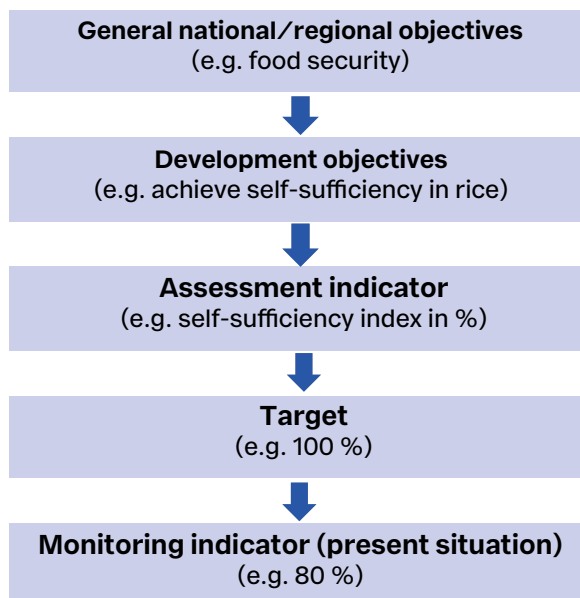 General national/regional objectives
(e.g. food security)
Development objectives
(e.g. achieve self-sufficiency in rice)
Assessment indicator
(e.g. self-sufficiency index in %)
Target
(e.g. 100 %)
Monitoring indicator (present situation)
(e.g. 80 %)